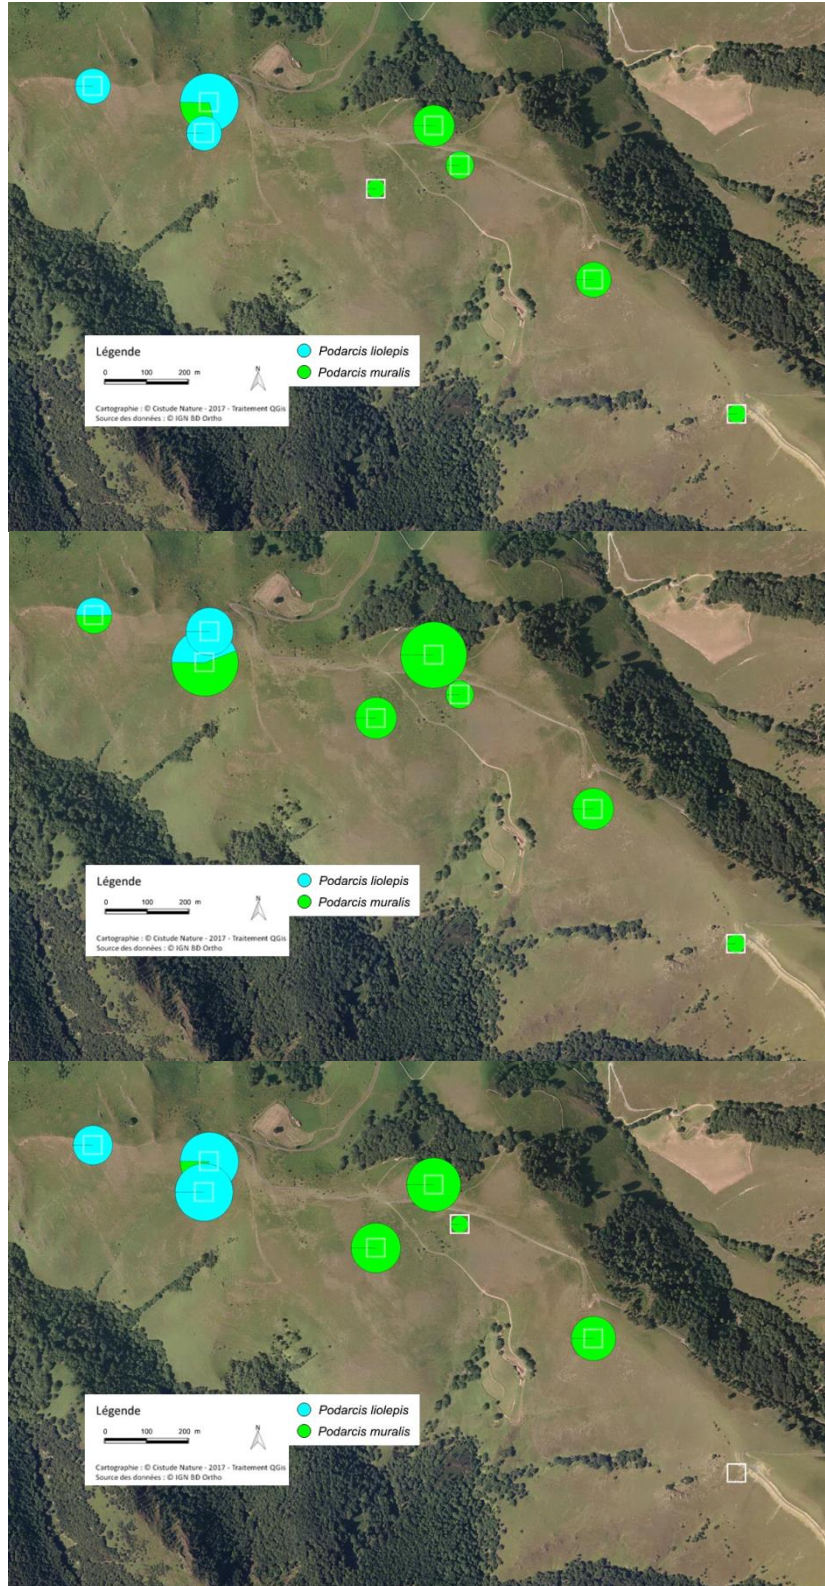 Légende
0 100 200 m
N
Cartographie : © Cistude Nature - 2017 - Traitement QGis
Source des données : © IGN BD Ortho
Podarcis liolepis
Podarcis muralis
Légende
0 100 200 m
N
Cartographie : © Cistude Nature - 2017 - Traitement QGis
Source des données : © IGN BD Ortho
Podarcis liolepis
Podarcis muralis
Légende
0 100 200 m
N
Cartographie : © Cistude Nature - 2017 - Traitement QGis
Source des données : © IGN BD Ortho
Podarcis liolepis
Podarcis muralis